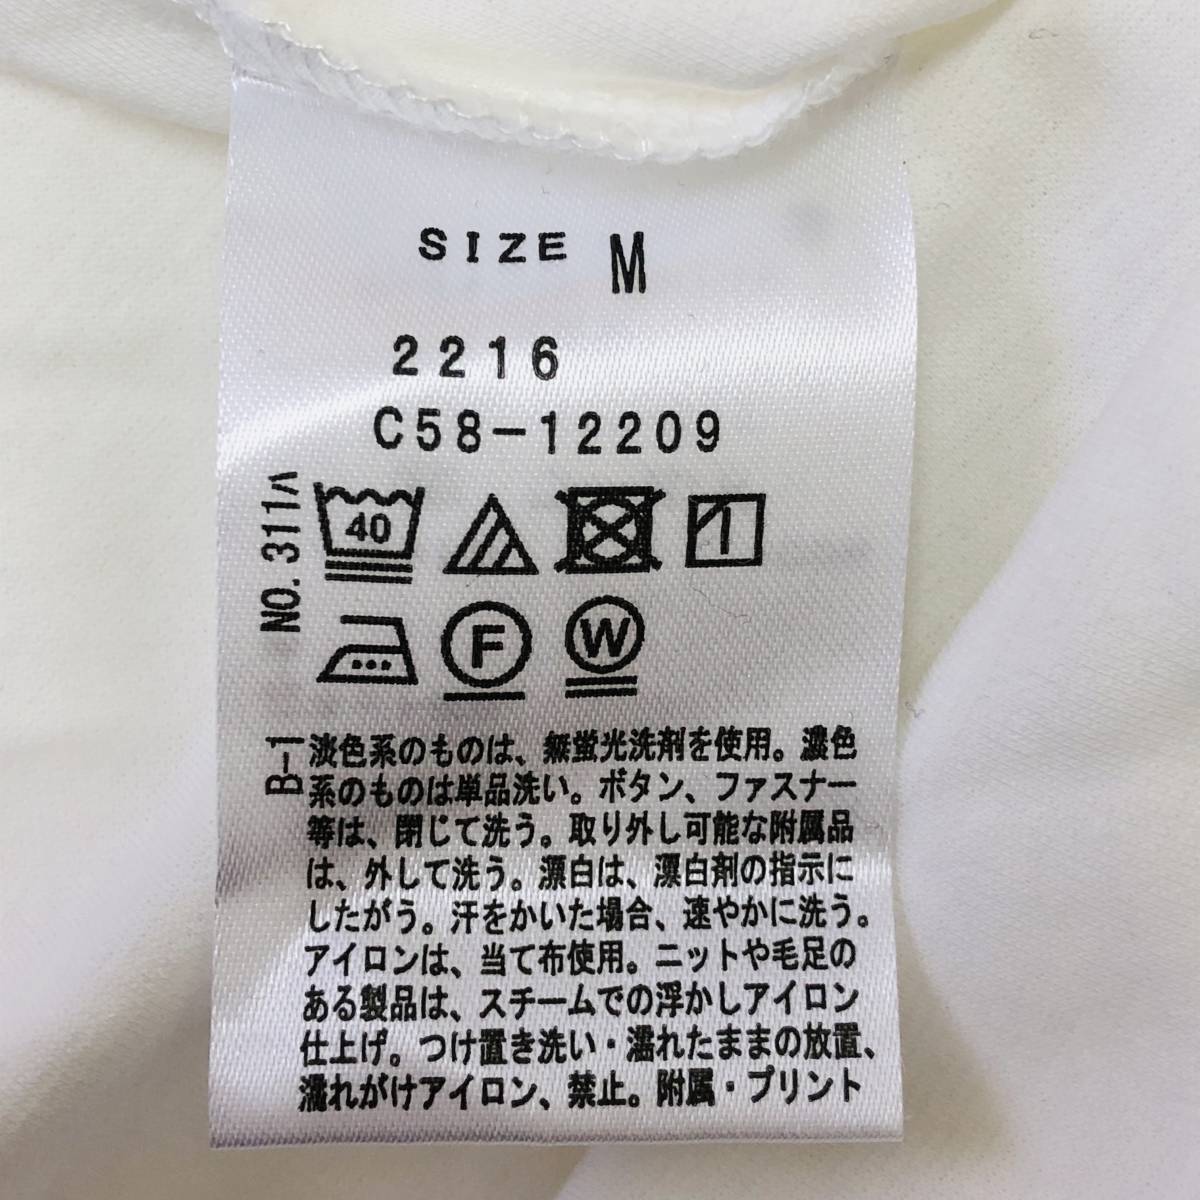 SIZE M
2216
C58-12209
NO.311ハ
40
1
F
W
B-1
淡色系のものは、無蛍光洗剤を使用。濃色
系のものは単品洗い。ボタン、ファスナー
等は、閉じて洗う。取り外し可能な附属品
は、外して洗う。漂白は、漂白剤の指示に
したがう。汗をかいた場合、速やかに洗う。
アイロンは、当て布使用。ニットや毛足の
ある製品は、スチームでの浮かしアイロン
仕上げ。つけ置き洗い・濡れたままの放置、
濡れがけアイロン、禁止。附属・プリント